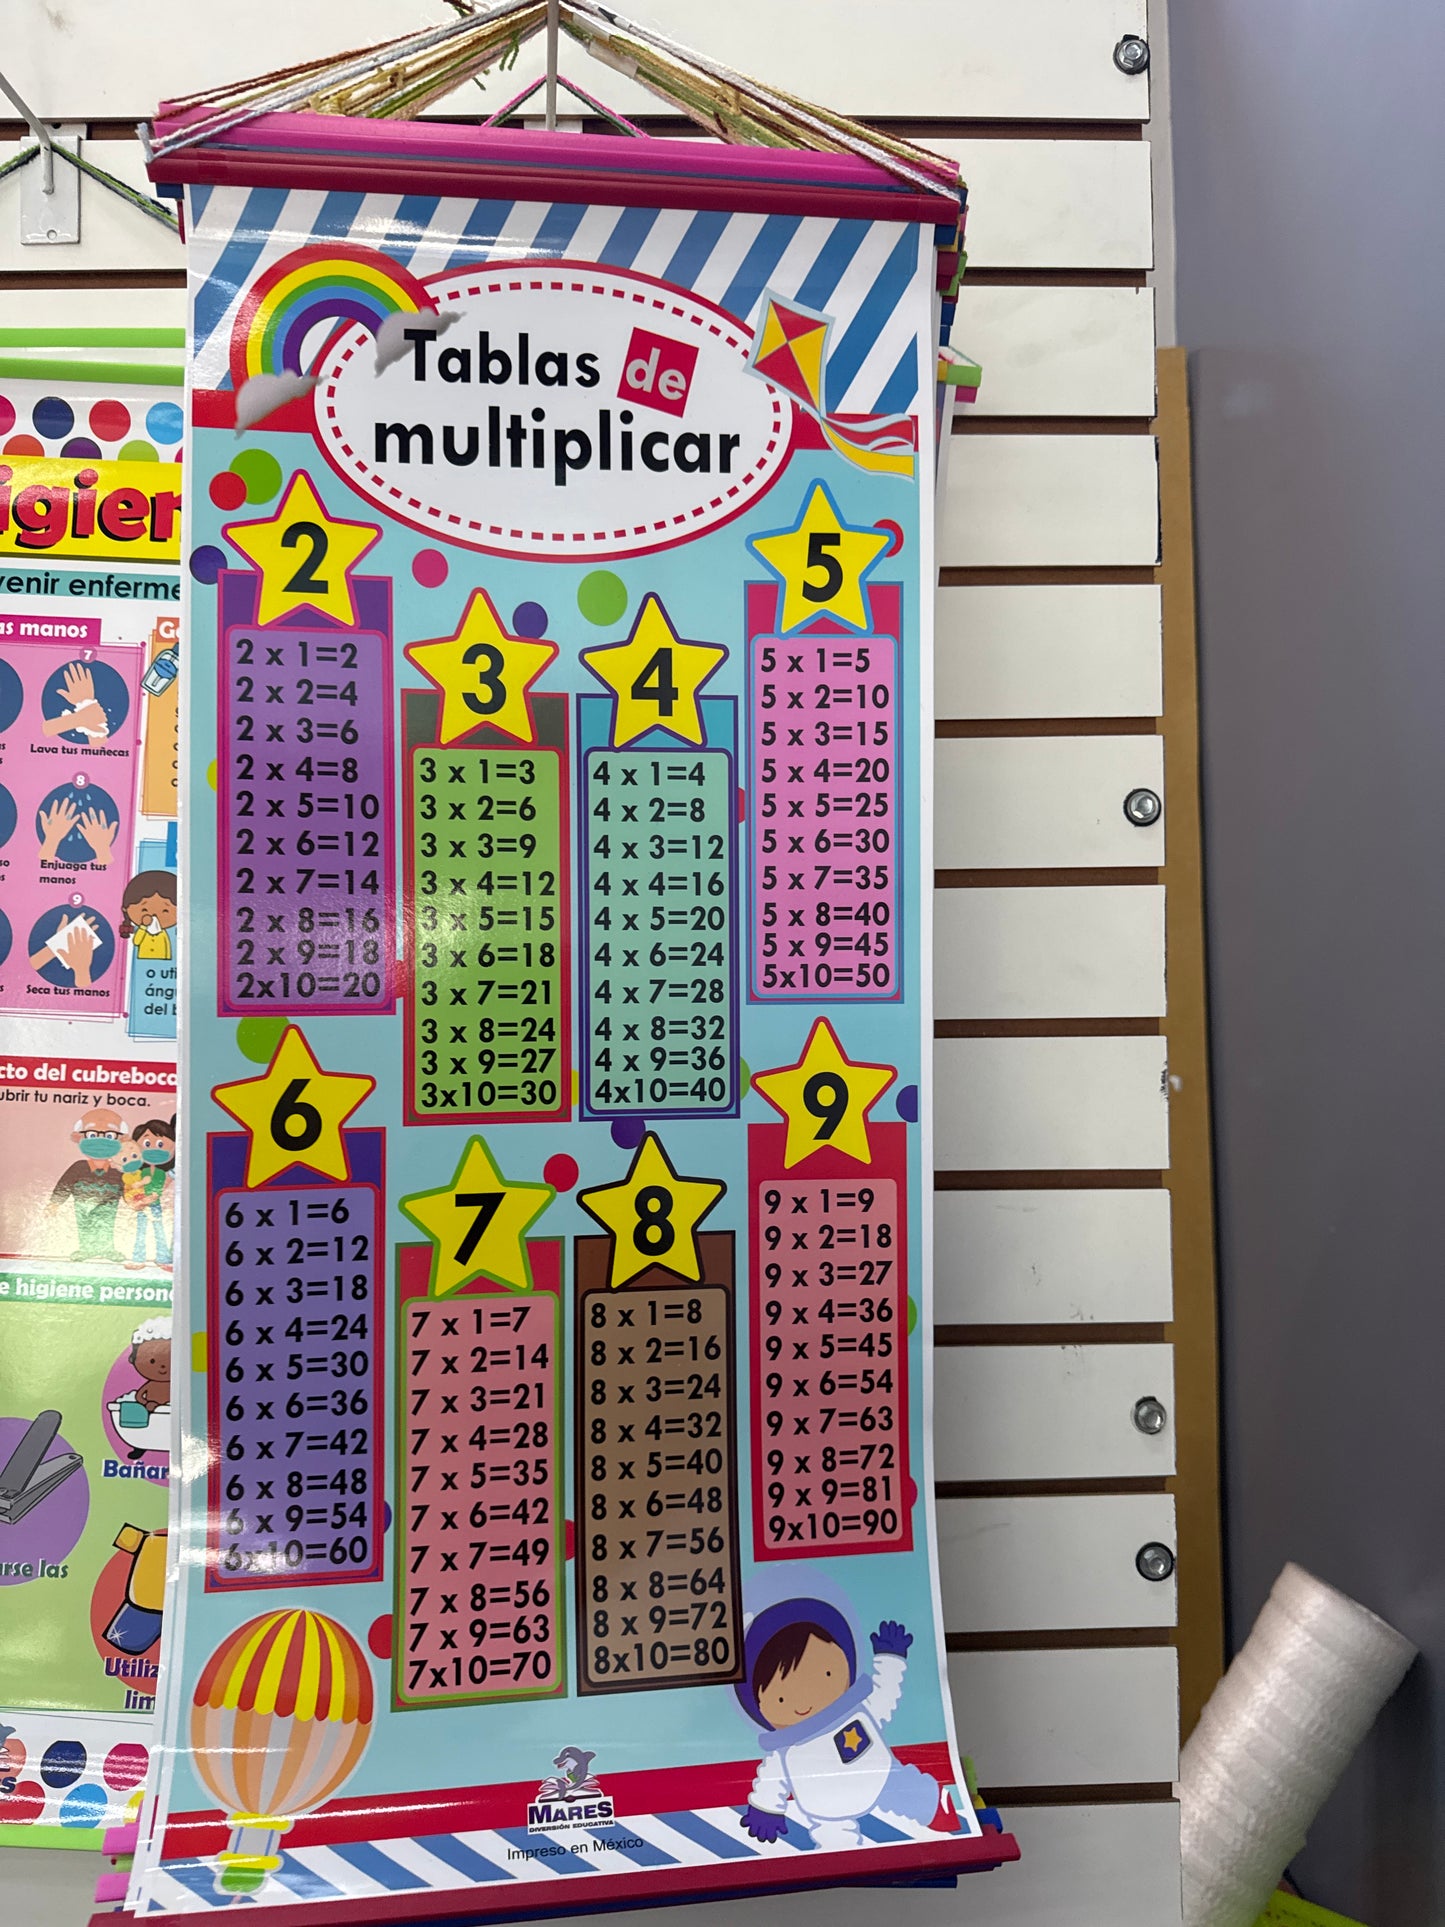 Tablas de
multiplicar
2
2 x 1=2
2 x 2=4
2 x 3=6
2 x 4=8
2 x 5=10
2 x 6=12
2 x 7=14
2 x 8=16
2 x 9=18
2x10=20
3
3 x 1=3
3 x 2=6
3 x 3=9
3 x 4=12
3 x 5=15
3 x 6=18
3 x 7=21
3 x 8=24
3 x 9=27
3x10=30
4
4 x 1=4
4 x 2=8
4 x 3=12
4 x 4=16
4 x 5=20
4 x 6=24
4 x 7=28
4 x 8=32
4 x 9=36
4x10=40
5
5 x 1=5
5 x 2=10
5 x 3=15
5 x 4=20
5 x 5=25
5 x 6=30
5 x 7=35
5 x 8=40
5 x 9=45
5x10=50
6
6 x 1=6
6 x 2=12
6 x 3=18
6 x 4=24
6 x 5=30
6 x 6=36
6 x 7=42
6 x 8=48
6 x 9=54
6x10=60
7
7 x 1=7
7 x 2=14
7 x 3=21
7 x 4=28
7 x 5=35
7 x 6=42
7 x 7=49
7 x 8=56
7 x 9=63
7x10=70
8
8 x 1=8
8 x 2=16
8 x 3=24
8 x 4=32
8 x 5=40
8 x 6=48
8 x 7=56
8 x 8=64
8 x 9=72
8x10=80
9
9 x 1=9
9 x 2=18
9 x 3=27
9 x 4=36
9 x 5=45
9 x 6=54
9 x 7=63
9 x 8=72
9 x 9=81
9x10=90
MARES
DIVERSIÓN EDUCATIVA
Impreso en México
manos
7
Lava tus muñecas
8
Enjuaga tus
manos
9
Seca tus manos
del cubreboca
tu nariz y boca.
higiene
las